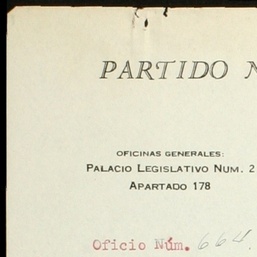 PARTIDO
OFICINAS GENERALES:
PALACIO LEGISLATIVO NUM. 2
APARTADO 178
Oficio Núm. 664.